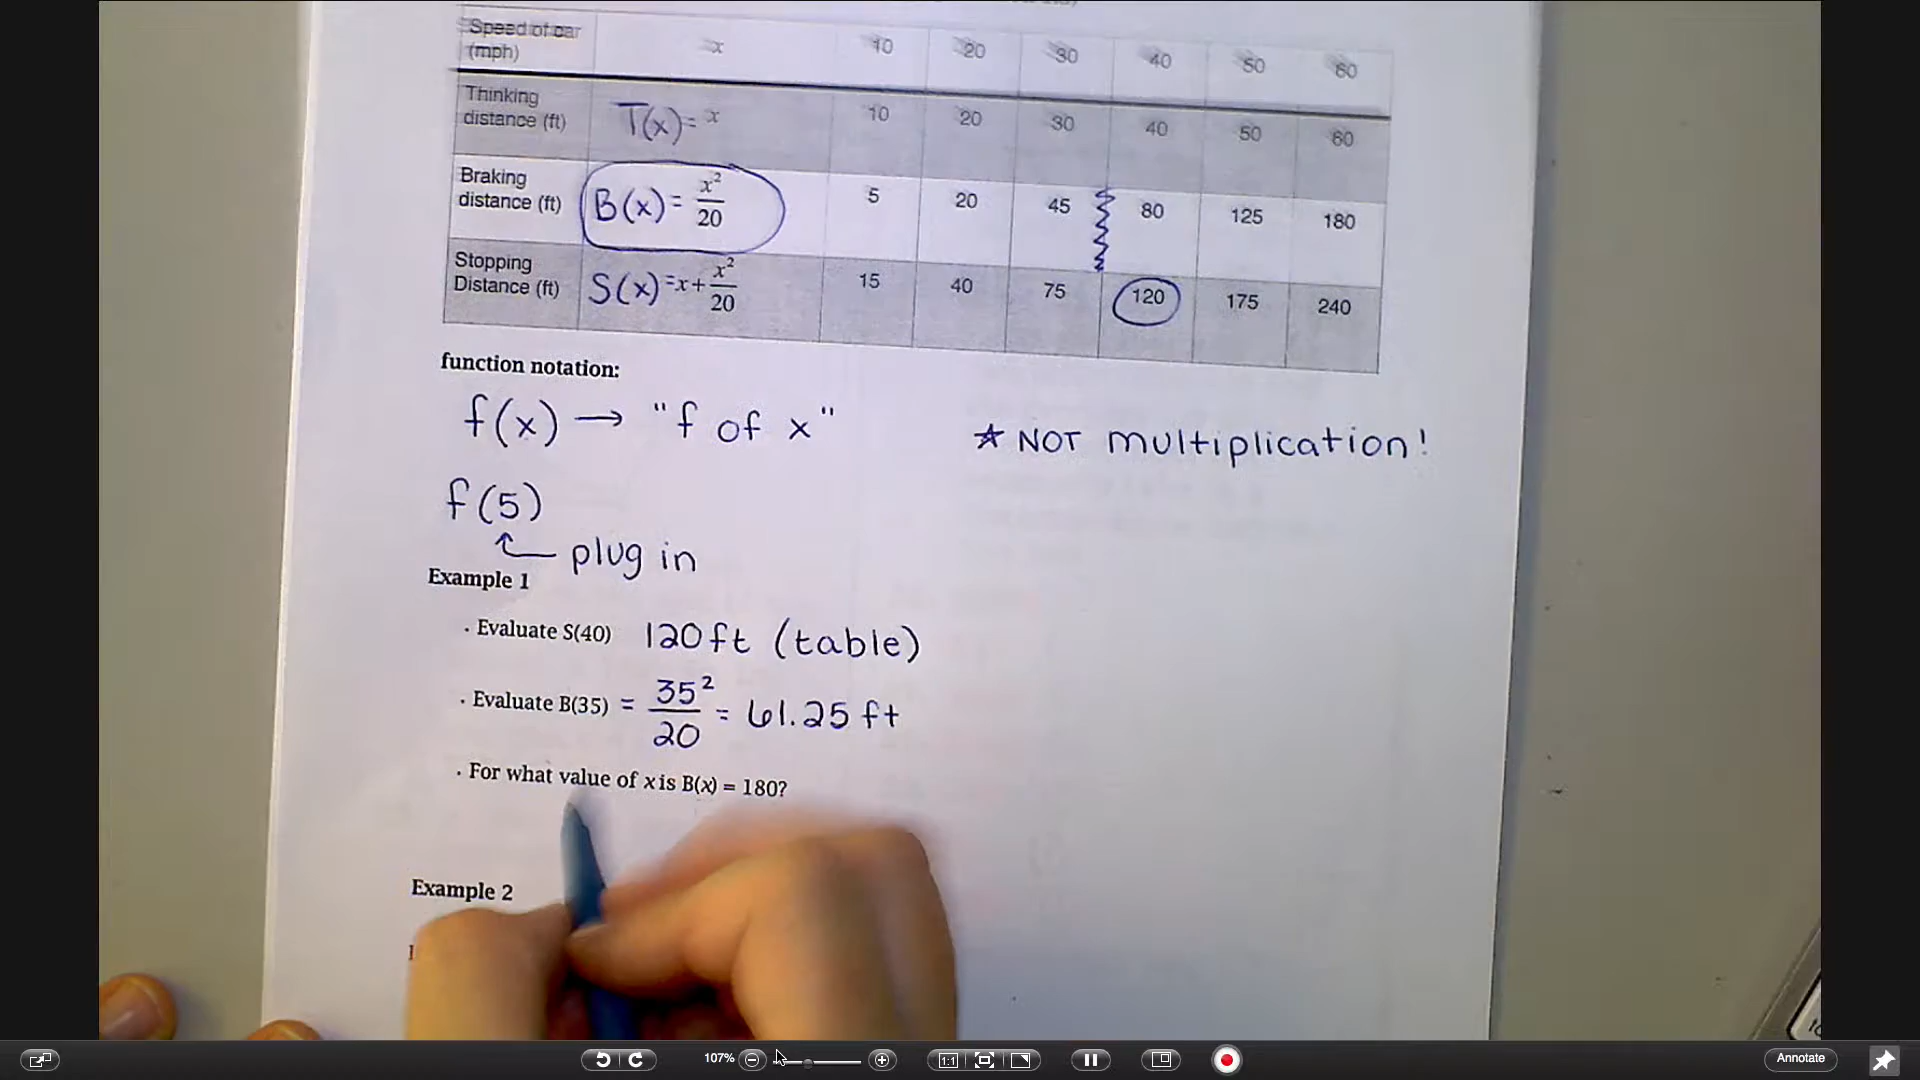 Speed of car (mph) x 10 20 30 40 50 60
Thinking distance (ft) T(x)= x 10 20 30 40 50 60
Braking distance (ft) B(x)= x²/20 5 20 45 80 125 180
Stopping Distance (ft) S(x)=x+ x²/20 15 40 75 120 175 240
function notation:
f(x) → "f of x" ★ NOT multiplication!
f(5)
plug in
Example 1
· Evaluate S(40) 120ft (table)
· Evaluate B(35) = 35²/20 = 61.25 ft
· For what value of x is B(x) = 180?
Example 2
107% 1:1 Annotate